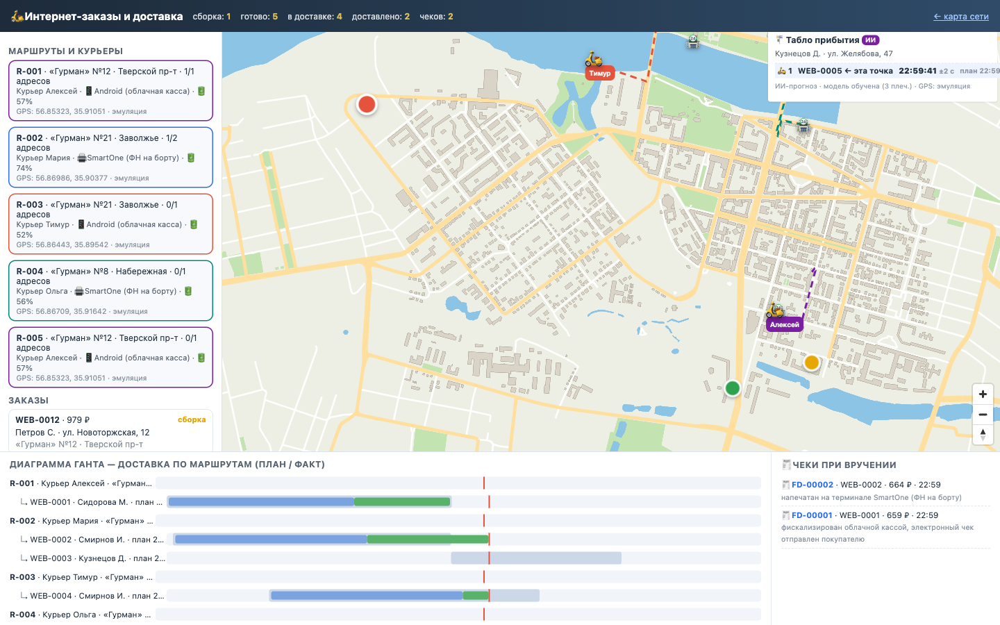 Интернет-заказы и доставка сборка: 1 готово: 5 в доставке: 4 доставлено: 2 чеков: 2 ← карта сети
МАРШРУТЫ И КУРЬЕРЫ
R-001 · «Гурман» №12 · Тверской пр-т · 1/1
адресов
Курьер Алексей · Android (облачная касса) ·
57%
GPS: 56.85323, 35.91051 · эмуляция
R-002 · «Гурман» №21 · Заволжье · 1/2
адресов
Курьер Мария · SmartOne (ФН на борту) ·
74%
GPS: 56.86986, 35.90377 · эмуляция
R-003 · «Гурман» №21 · Заволжье · 0/1
адресов
Курьер Тимур · Android (облачная касса) ·
52%
GPS: 56.86443, 35.89542 · эмуляция
R-004 · «Гурман» №8 · Набережная · 0/1
адресов
Курьер Ольга · SmartOne (ФН на борту) ·
56%
GPS: 56.86709, 35.91642 · эмуляция
R-005 · «Гурман» №12 · Тверской пр-т · 0/1
адресов
Курьер Алексей · Android (облачная касса) ·
57%
GPS: 56.85323, 35.91051 · эмуляция
ЗАКАЗЫ
WEB-0012 · 979 ₽ сборка
Петров С. · ул. Новоторжская, 12
«Гурман» №12 · Тверской пр-т
Тимур
24
24
Алексей
Табло прибытия ИИ
Кузнецов Д. · ул. Желябова, 47
1 WEB-0005 ← эта точка 22:59:41 ±2 с план 22:59
ИИ-прогноз · модель обучена (3 плеч.) · GPS: эмуляция
ДИАГРАММА ГАНТА — ДОСТАВКА ПО МАРШРУТАМ (ПЛАН / ФАКТ)
R-001 · Курьер Алексей · «Гурман...
WEB-0001 · Сидорова М. · план ...
R-002 · Курьер Мария · «Гурман» ...
WEB-0002 · Смирнов И. · план 2...
WEB-0003 · Кузнецов Д. · план 2...
R-003 · Курьер Тимур · «Гурман» ...
WEB-0004 · Смирнов И. · план 2...
R-004 · Курьер Ольга · «Гурман» ...
ЧЕКИ ПРИ ВРУЧЕНИИ
FD-00002 · WEB-0002 · 664 ₽ · 22:59
напечатан на терминале SmartOne (ФН на борту)
FD-00001 · WEB-0001 · 659 ₽ · 22:59
фискализирован облачной кассой, электронный чек
отправлен покупателю